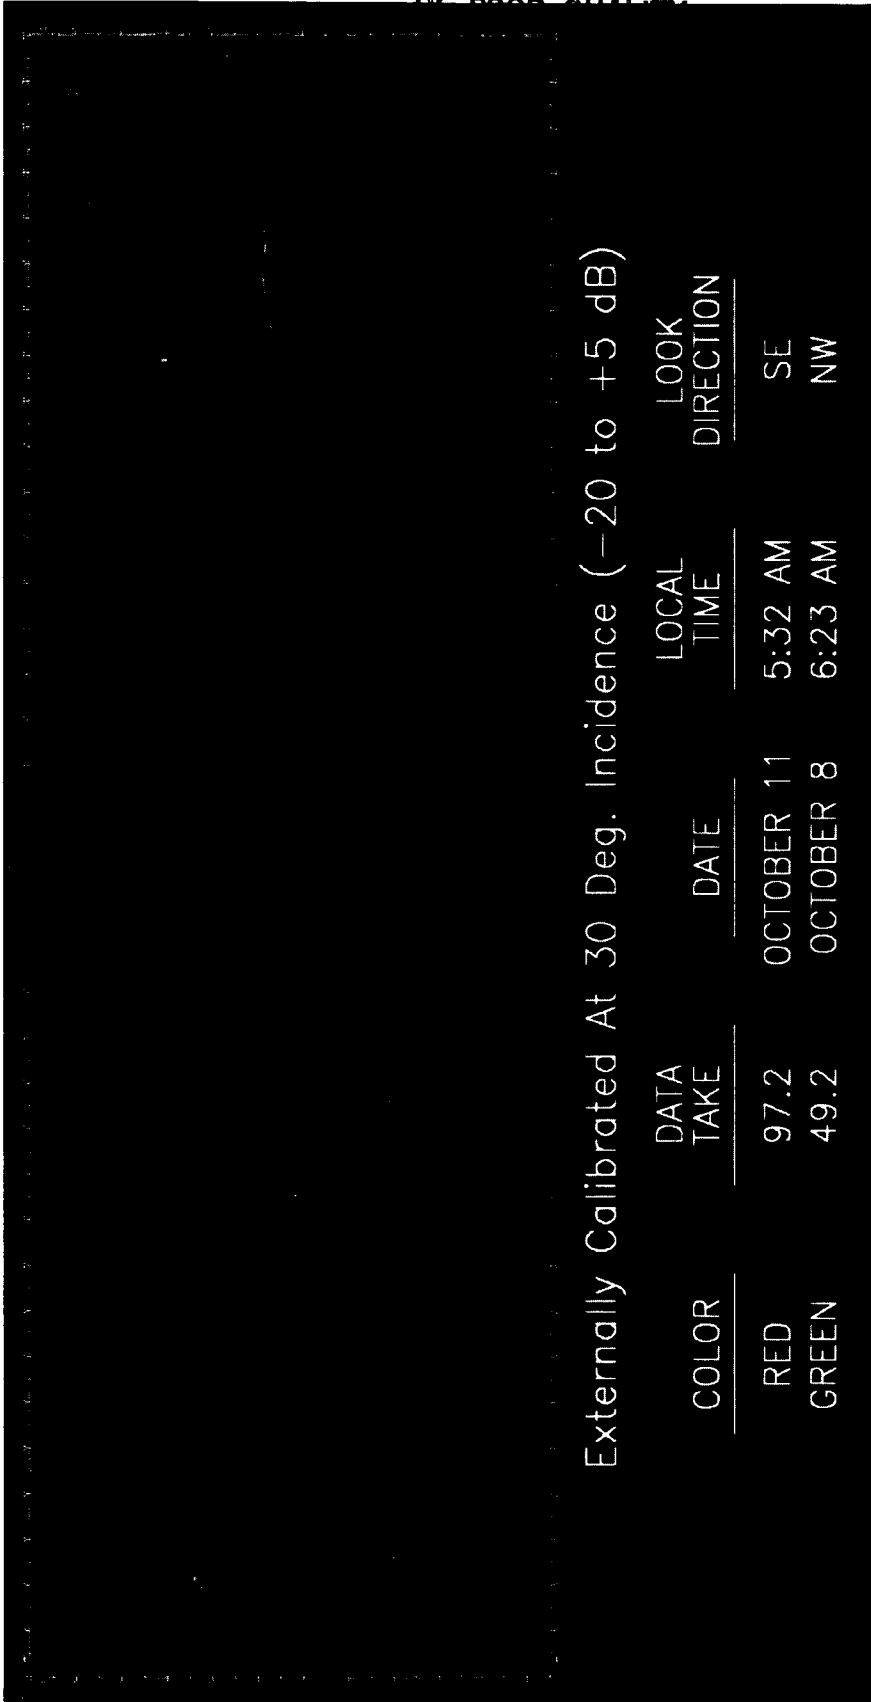 Externally Calibrated At 30 Deg. Incidence (−20 to +5 dB)
COLOR DATA TAKE DATE LOCAL TIME LOOK DIRECTION
RED 97.2 OCTOBER 11 5:32 AM SE
GREEN 49.2 OCTOBER 8 6:23 AM NW